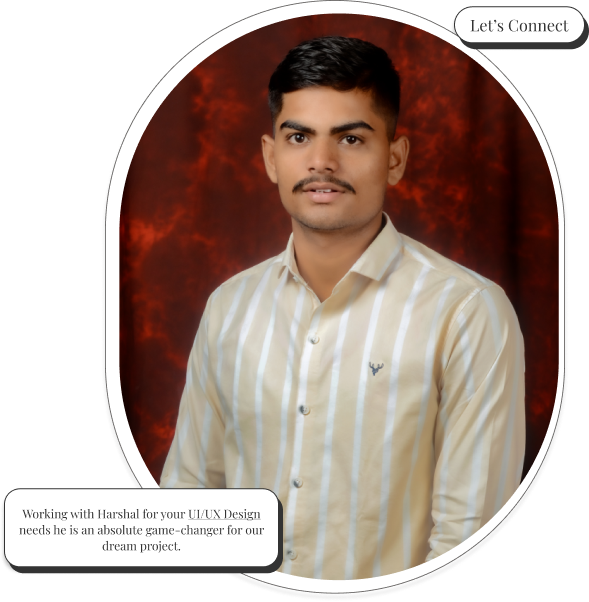 Let's Connect
Working with Harshal for your UI/UX Design
needs he is an absolute game-changer for our
dream project.